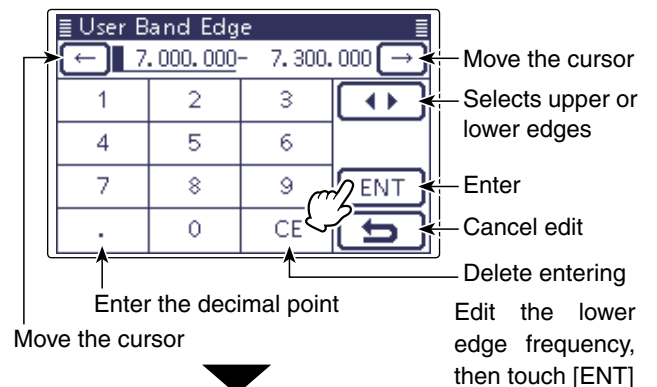 User Band Edge
← 7.000.000- 7.300.000 →
1 2 3 ◀ ▶
4 5 6
7 8 9 ENT
. 0 CE
Move the cursor
Selects upper or
lower edges
Enter
Cancel edit
Delete entering
Enter the decimal point
Move the cursor
Edit the lower
edge frequency,
then touch [ENT]